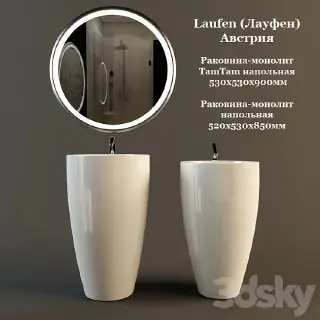 Laufen (Лауфен)
Австрия
Раковина-монолит
TamTam напольная
530x530x900мм
Раковина-монолит
напольная
520x530x850мм
3dsky